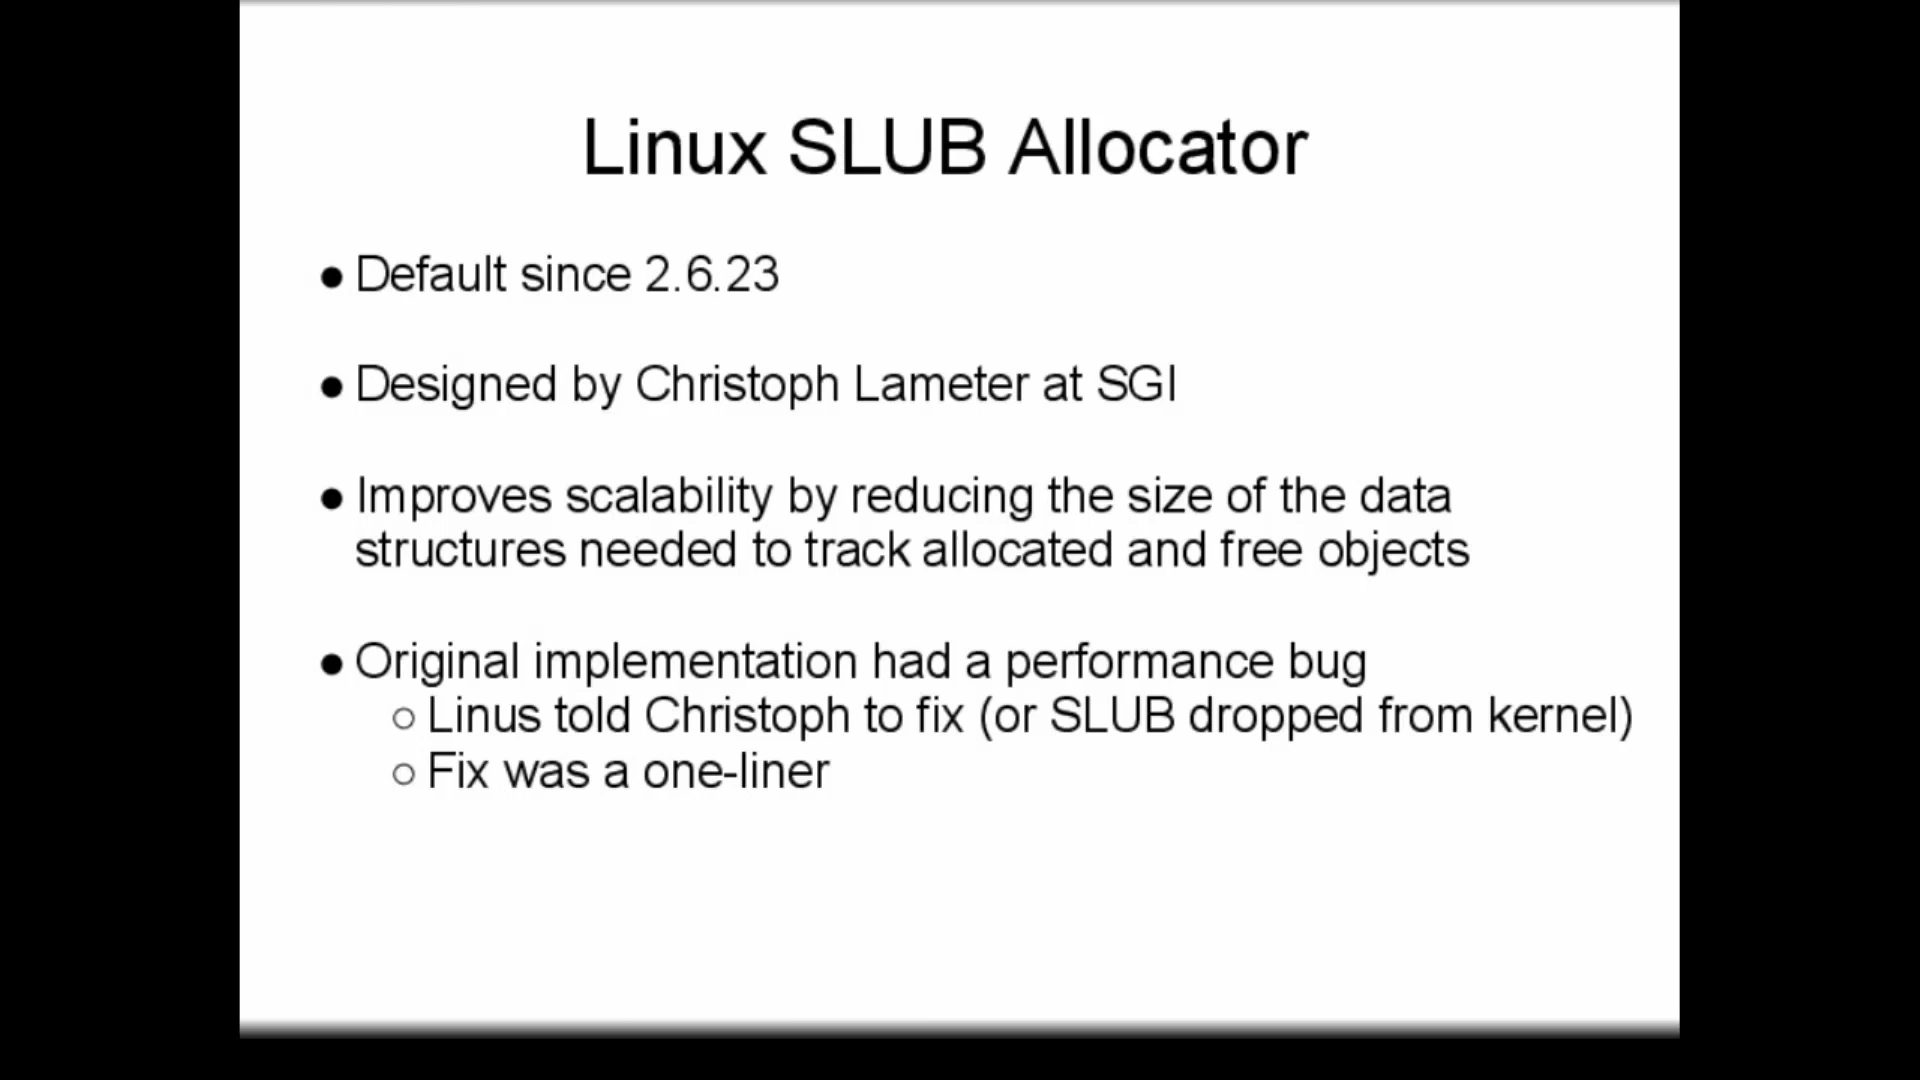 Linux SLUB Allocator
● Default since 2.6.23
● Designed by Christoph Lameter at SGI
● Improves scalability by reducing the size of the data
structures needed to track allocated and free objects
● Original implementation had a performance bug
○ Linus told Christoph to fix (or SLUB dropped from kernel)
○ Fix was a one-liner